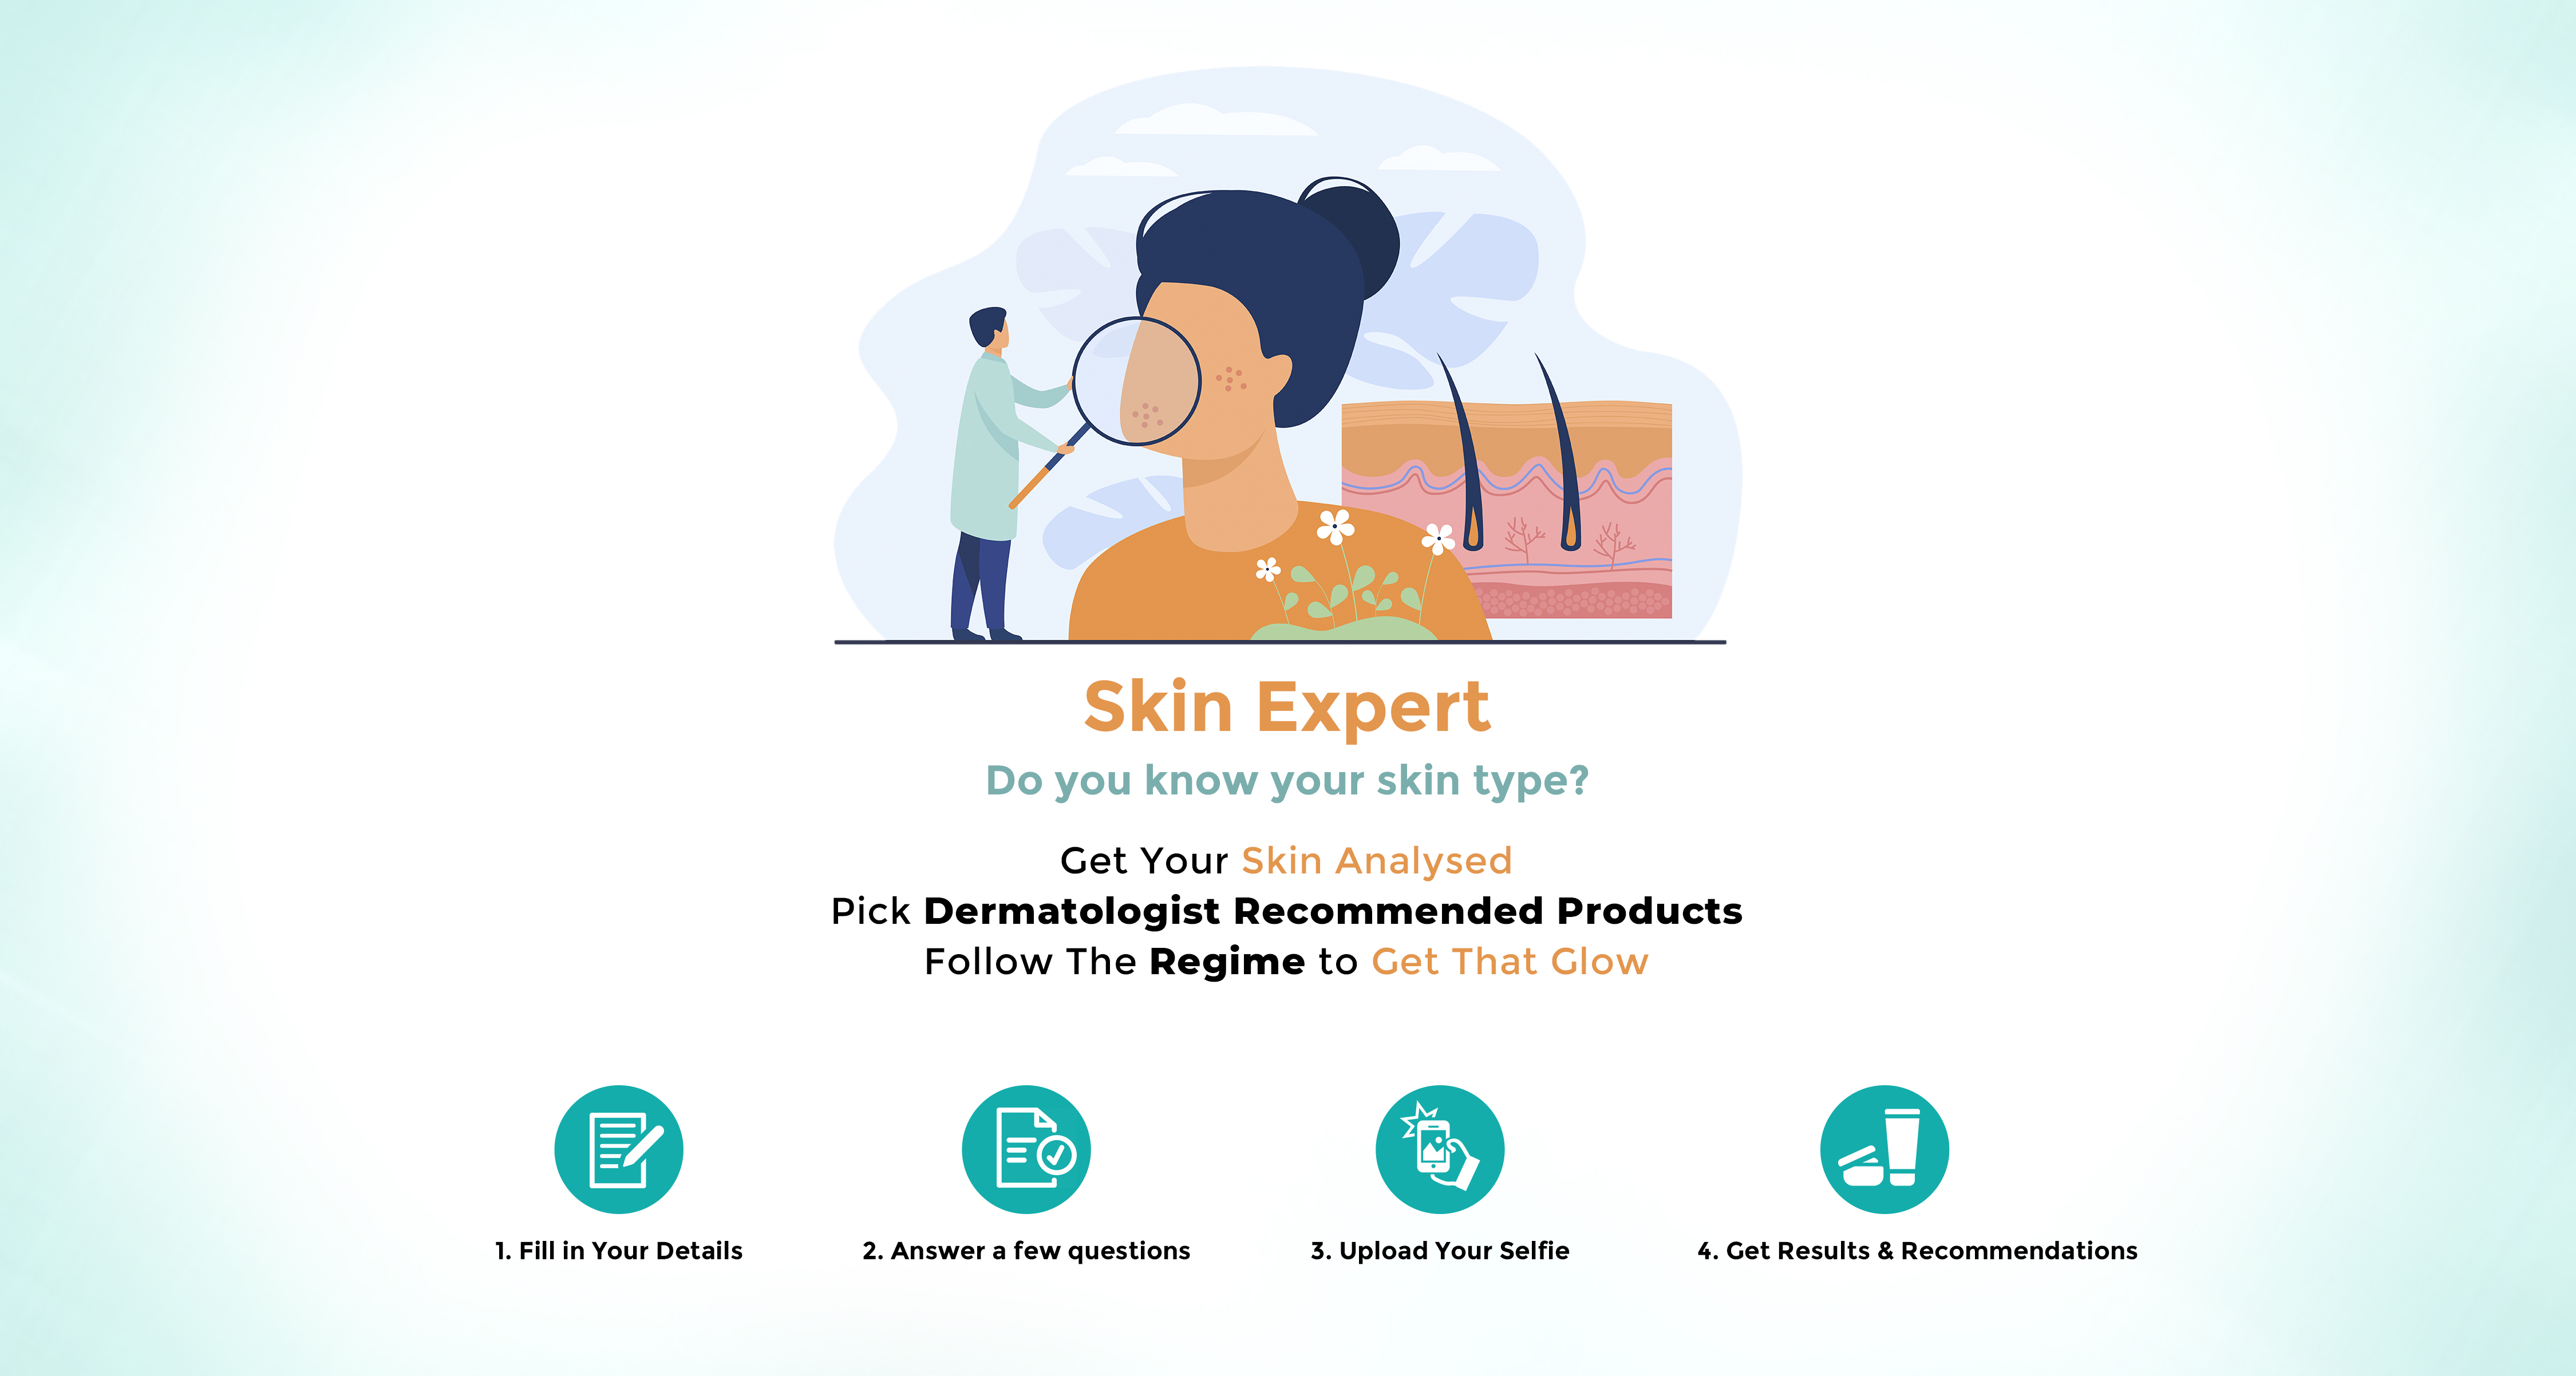 Skin Expert
Do you know your skin type?
Get Your Skin Analysed
Pick Dermatologist Recommended Products
Follow The Regime to Get That Glow
1. Fill in Your Details
2. Answer a few questions
3. Upload Your Selfie
4. Get Results & Recommendations